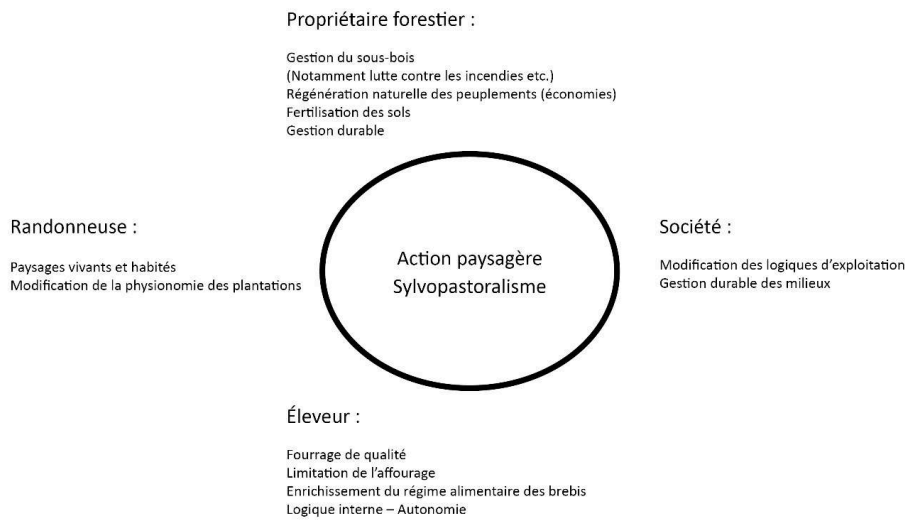 Propriétaire forestier :
Gestion du sous-bois
(Notamment lutte contre les incendies etc.)
Régénération naturelle des peuplements (économies)
Fertilisation des sols
Gestion durable
Randonneuse :
Paysages vivants et habités
Modification de la physionomie des plantations
Action paysagère
Sylvopastoralisme
Société :
Modification des logiques d'exploitation
Gestion durable des milieux
Éleveur :
Fourrage de qualité
Limitation de l'affourage
Enrichissement du régime alimentaire des brebis
Logique interne – Autonomie